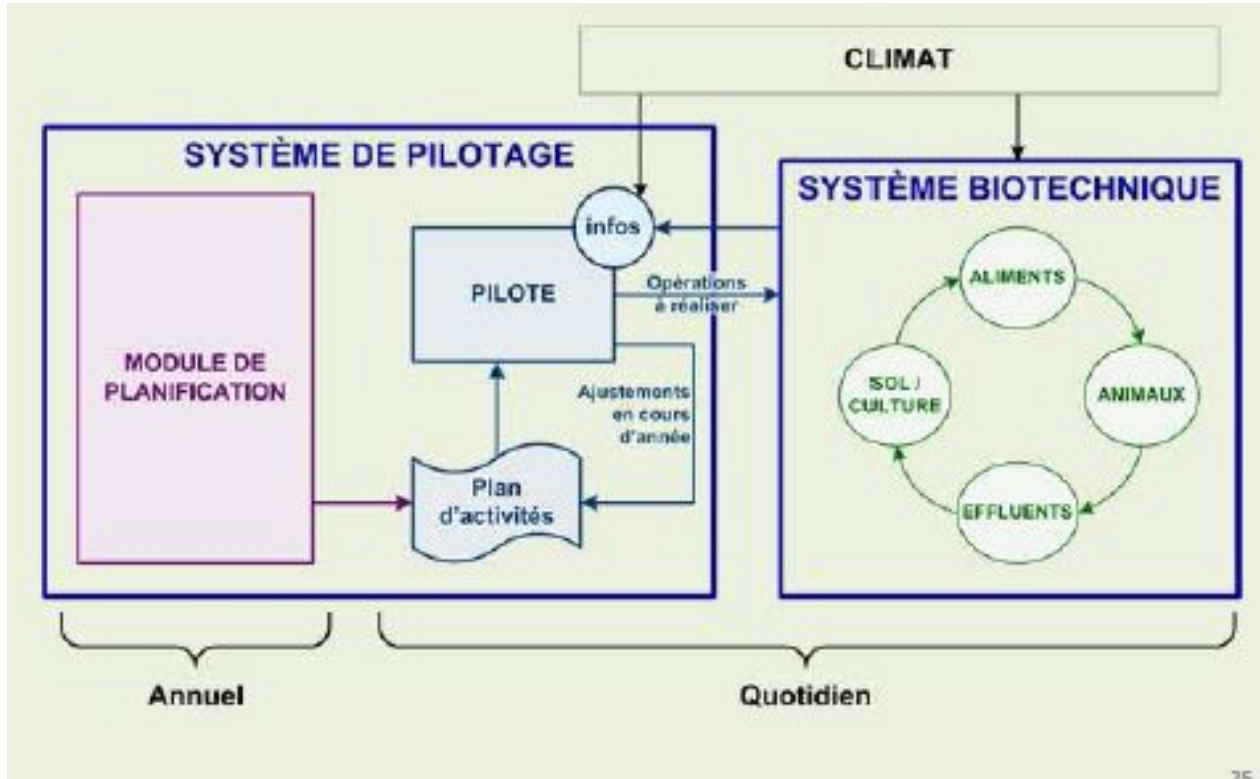 CLIMAT
SYSTÈME DE PILOTAGE
SYSTÈME BIOTECHNIQUE
infos
PILOTE
Opérations
à réaliser
MODULE DE
PLANIFICATION
Ajustements
en cours
d'année
Plan
d'activités
ALIMENTS
SOL /
CULTURE
ANIMAUX
EFFLUENTS
Annuel
Quotidien